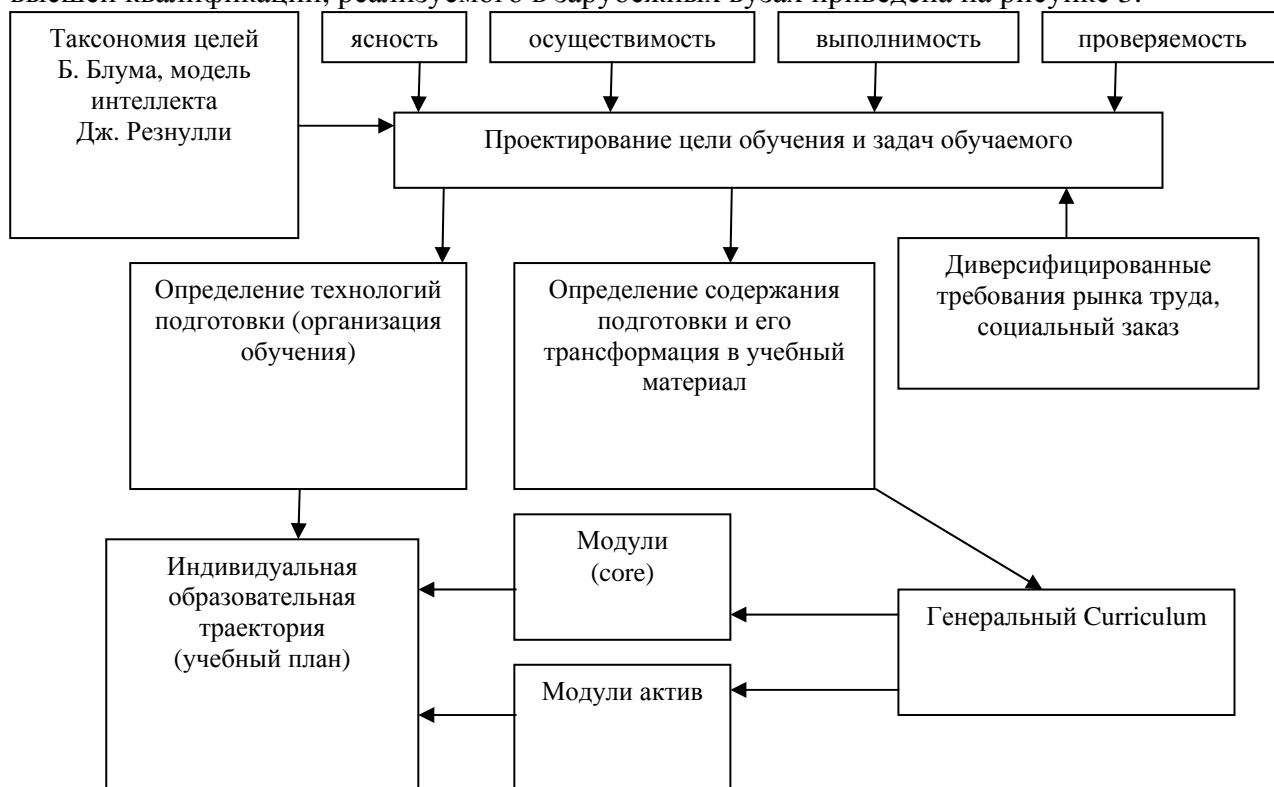 высшей квалификации, реализуемого в зарубежных вузах приведена на рисунке 3.
Таксономия целей
Б. Блума, модель
интеллекта
Дж. Резнулли
ясность
осуществимость
выполнимость
проверяемость
Проектирование цели обучения и задач обучаемого
Определение технологий
подготовки (организация
обучения)
Определение содержания
подготовки и его
трансформация в учебный
материал
Диверсифицированные
требования рынка труда,
социальный заказ
Индивидуальная
образовательная
траектория
(учебный план)
Модули
(core)
Модули актив
Генеральный Curriculum